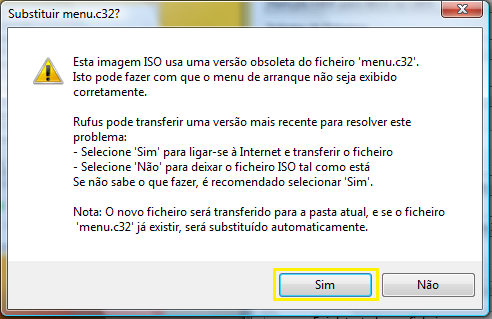 Substituir menu.c32?
Esta imagem ISO usa uma versão obsoleta do ficheiro 'menu.c32'.
Isto pode fazer com que o menu de arranque não seja exibido
corretamente.
Rufus pode transferir uma versão mais recente para resolver este
problema:
- Selecione 'Sim' para ligar-se à Internet e transferir o ficheiro
- Selecione 'Não' para deixar o ficheiro ISO tal como está
Se não sabe o que fazer, é recomendado selecionar 'Sim'.
Nota: O novo ficheiro será transferido para a pasta atual, e se o ficheiro
'menu.c32' já existir, será substituído automaticamente.
Sim
Não